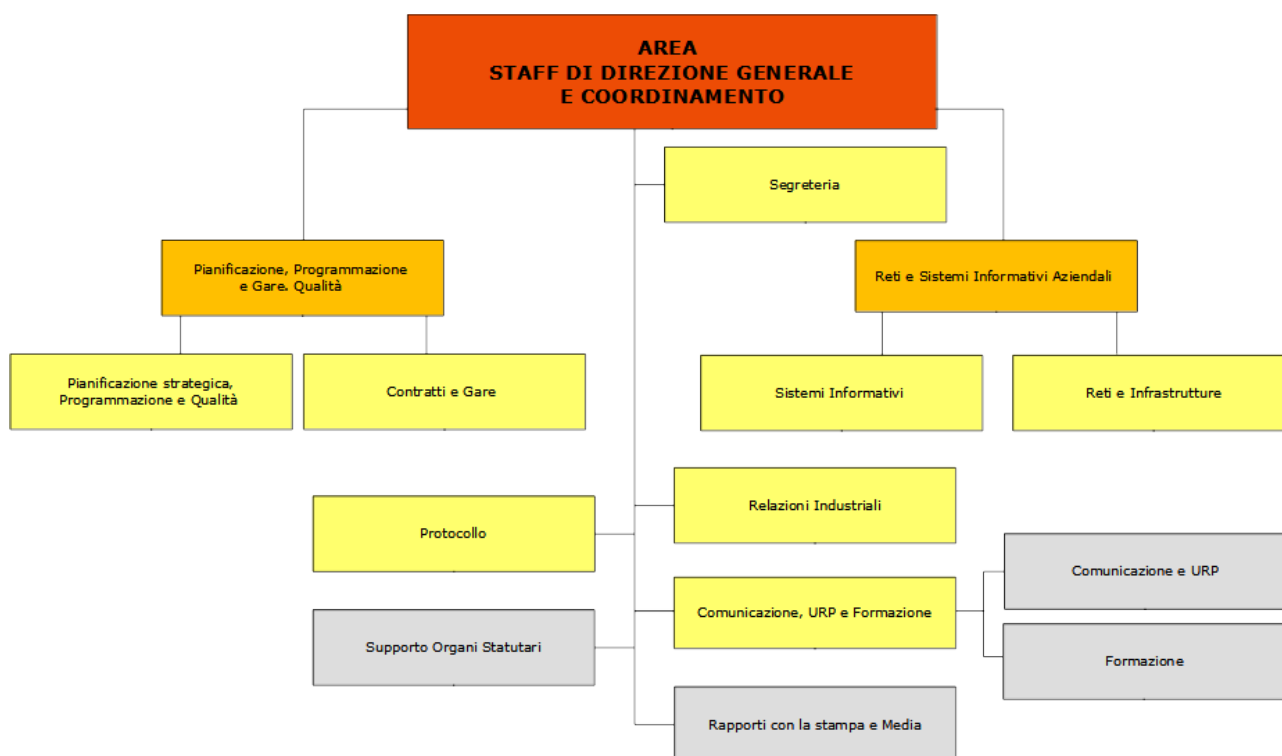 AREA
STAFF DI DIREZIONE GENERALE
E COORDINAMENTO
Segreteria
Pianificazione, Programmazione
e Gare. Qualità
Reti e Sistemi Informativi Aziendali
Pianificazione strategica,
Programmazione e Qualità
Contratti e Gare
Sistemi Informativi
Reti e Infrastrutture
Relazioni Industriali
Protocollo
Comunicazione e URP
Comunicazione, URP e Formazione
Supporto Organi Statutari
Formazione
Rapporti con la stampa e Media